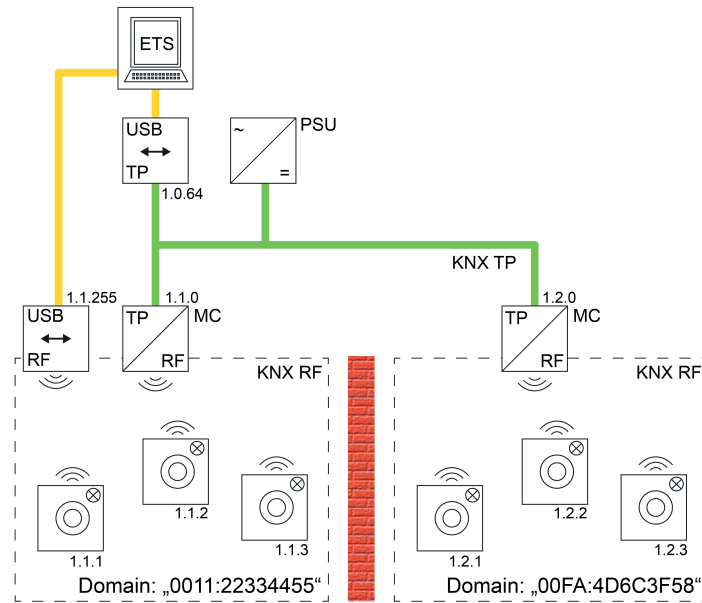 ETS
USB
TP
1.0.64
~
=
PSU
KNX TP
1.1.255
USB
RF
1.1.0
TP
RF
MC
1.2.0
TP
RF
MC
KNX RF
KNX RF
1.1.1
1.1.2
1.1.3
1.2.1
1.2.2
1.2.3
Domain: „0011:22334455“
Domain: „00FA:4D6C3F58“